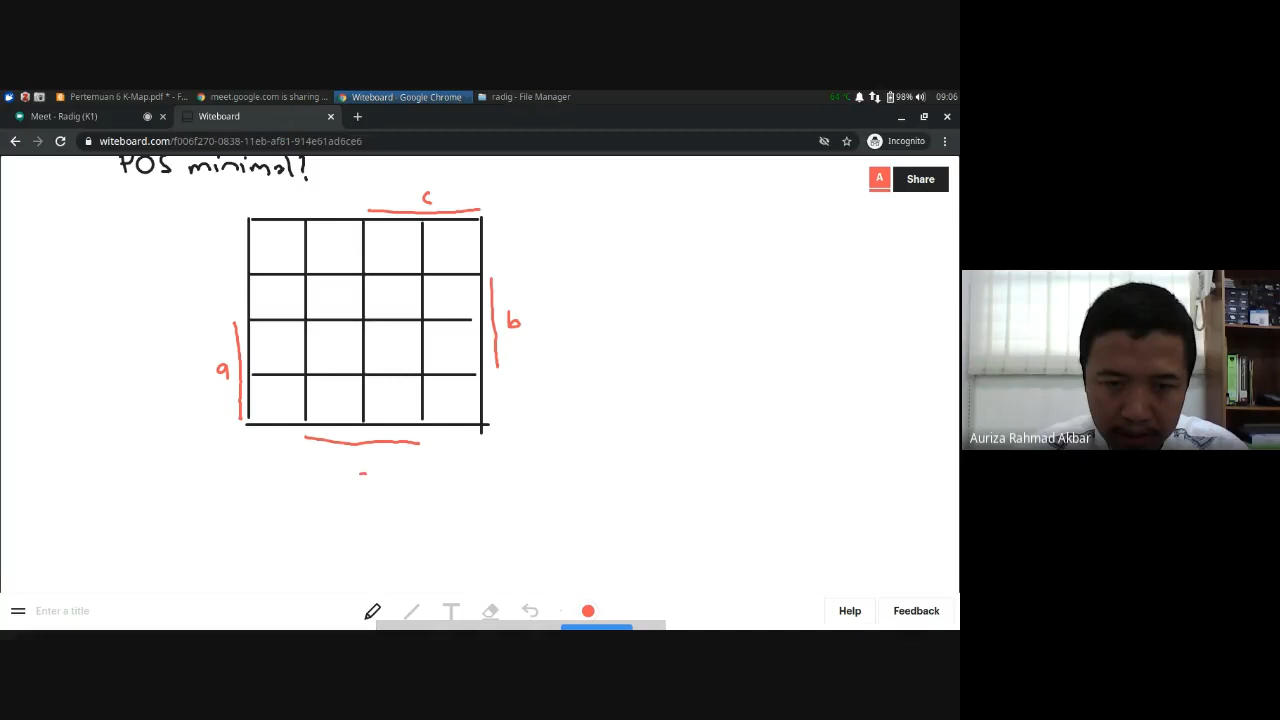 Pertemuan 6 K-Map.pdf * - F...
meet.google.com is sharing ...
Witeboard - Google Chrome
radig - File Manager
64 °C
98%
09:06
Meet - Radig (K1)
Witeboard
witeboard.com/f006f270-0838-11eb-af81-914e61ad6ce6
Incognito
POS minimal?
A
Share
c
b
a
Auriza Rahmad Akbar
Enter a title
T
Help
Feedback